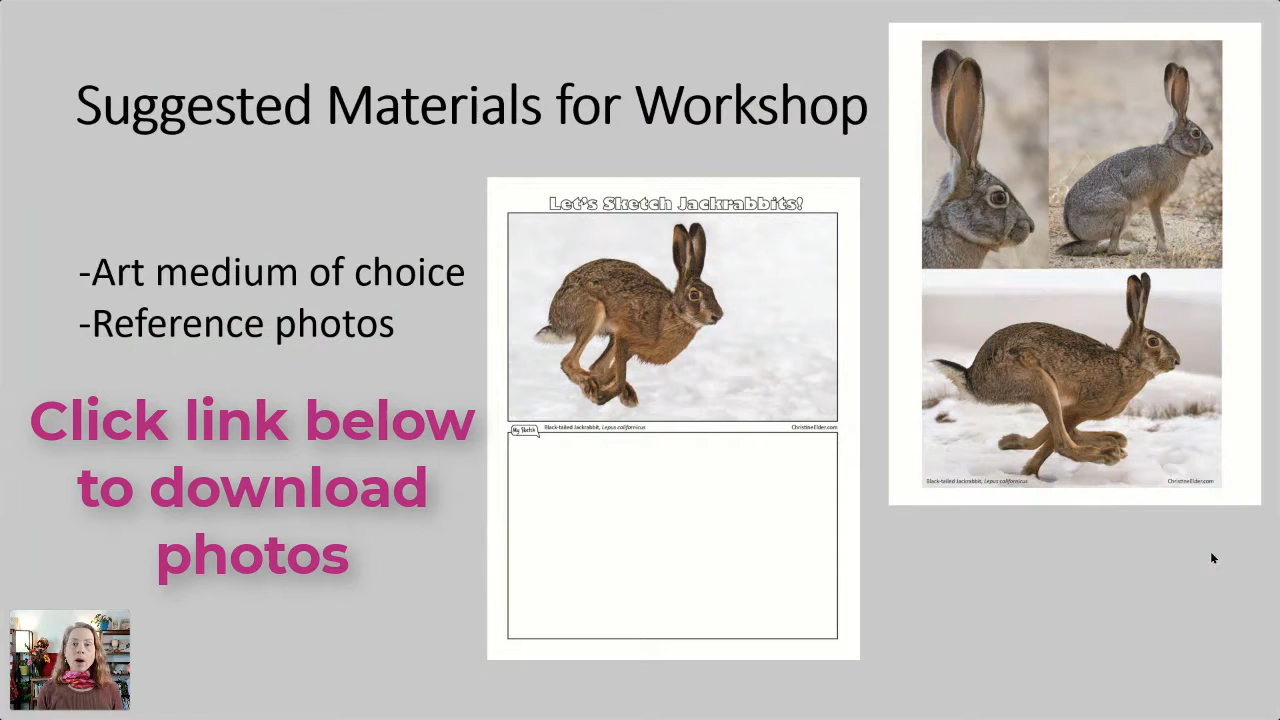 Suggested Materials for Workshop
-Art medium of choice
-Reference photos
Click link below
to download
photos
Let's Sketch Jackrabbits!
My Sketch
Black-tailed Jackrabbit, Lepus californicus
ChristineElder.com
Black-tailed Jackrabbit, Lepus californicus
ChristineElder.com